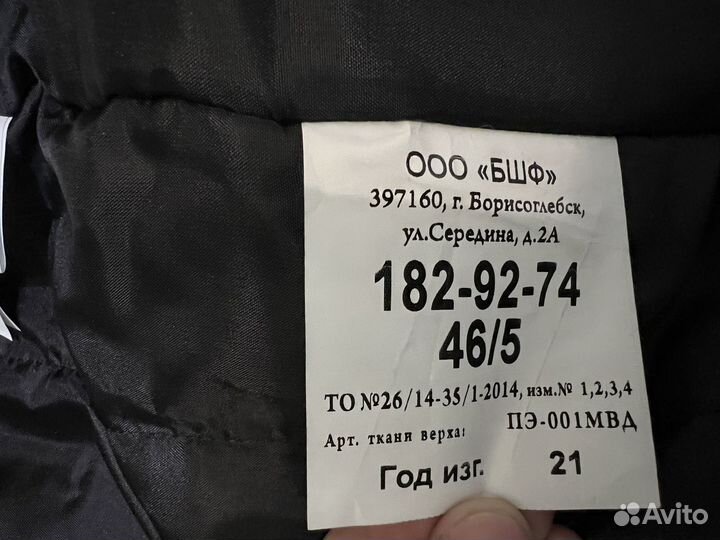 ООО «БШФ»
397160, г. Борисоглебск,
ул.Середина, д.2А
182-92-74
46/5
ТО №26/14-35/1-2014, изм.№ 1,2,3,4
Арт. ткани верха: ПЭ-001МВД
Год изг. 21
Avito